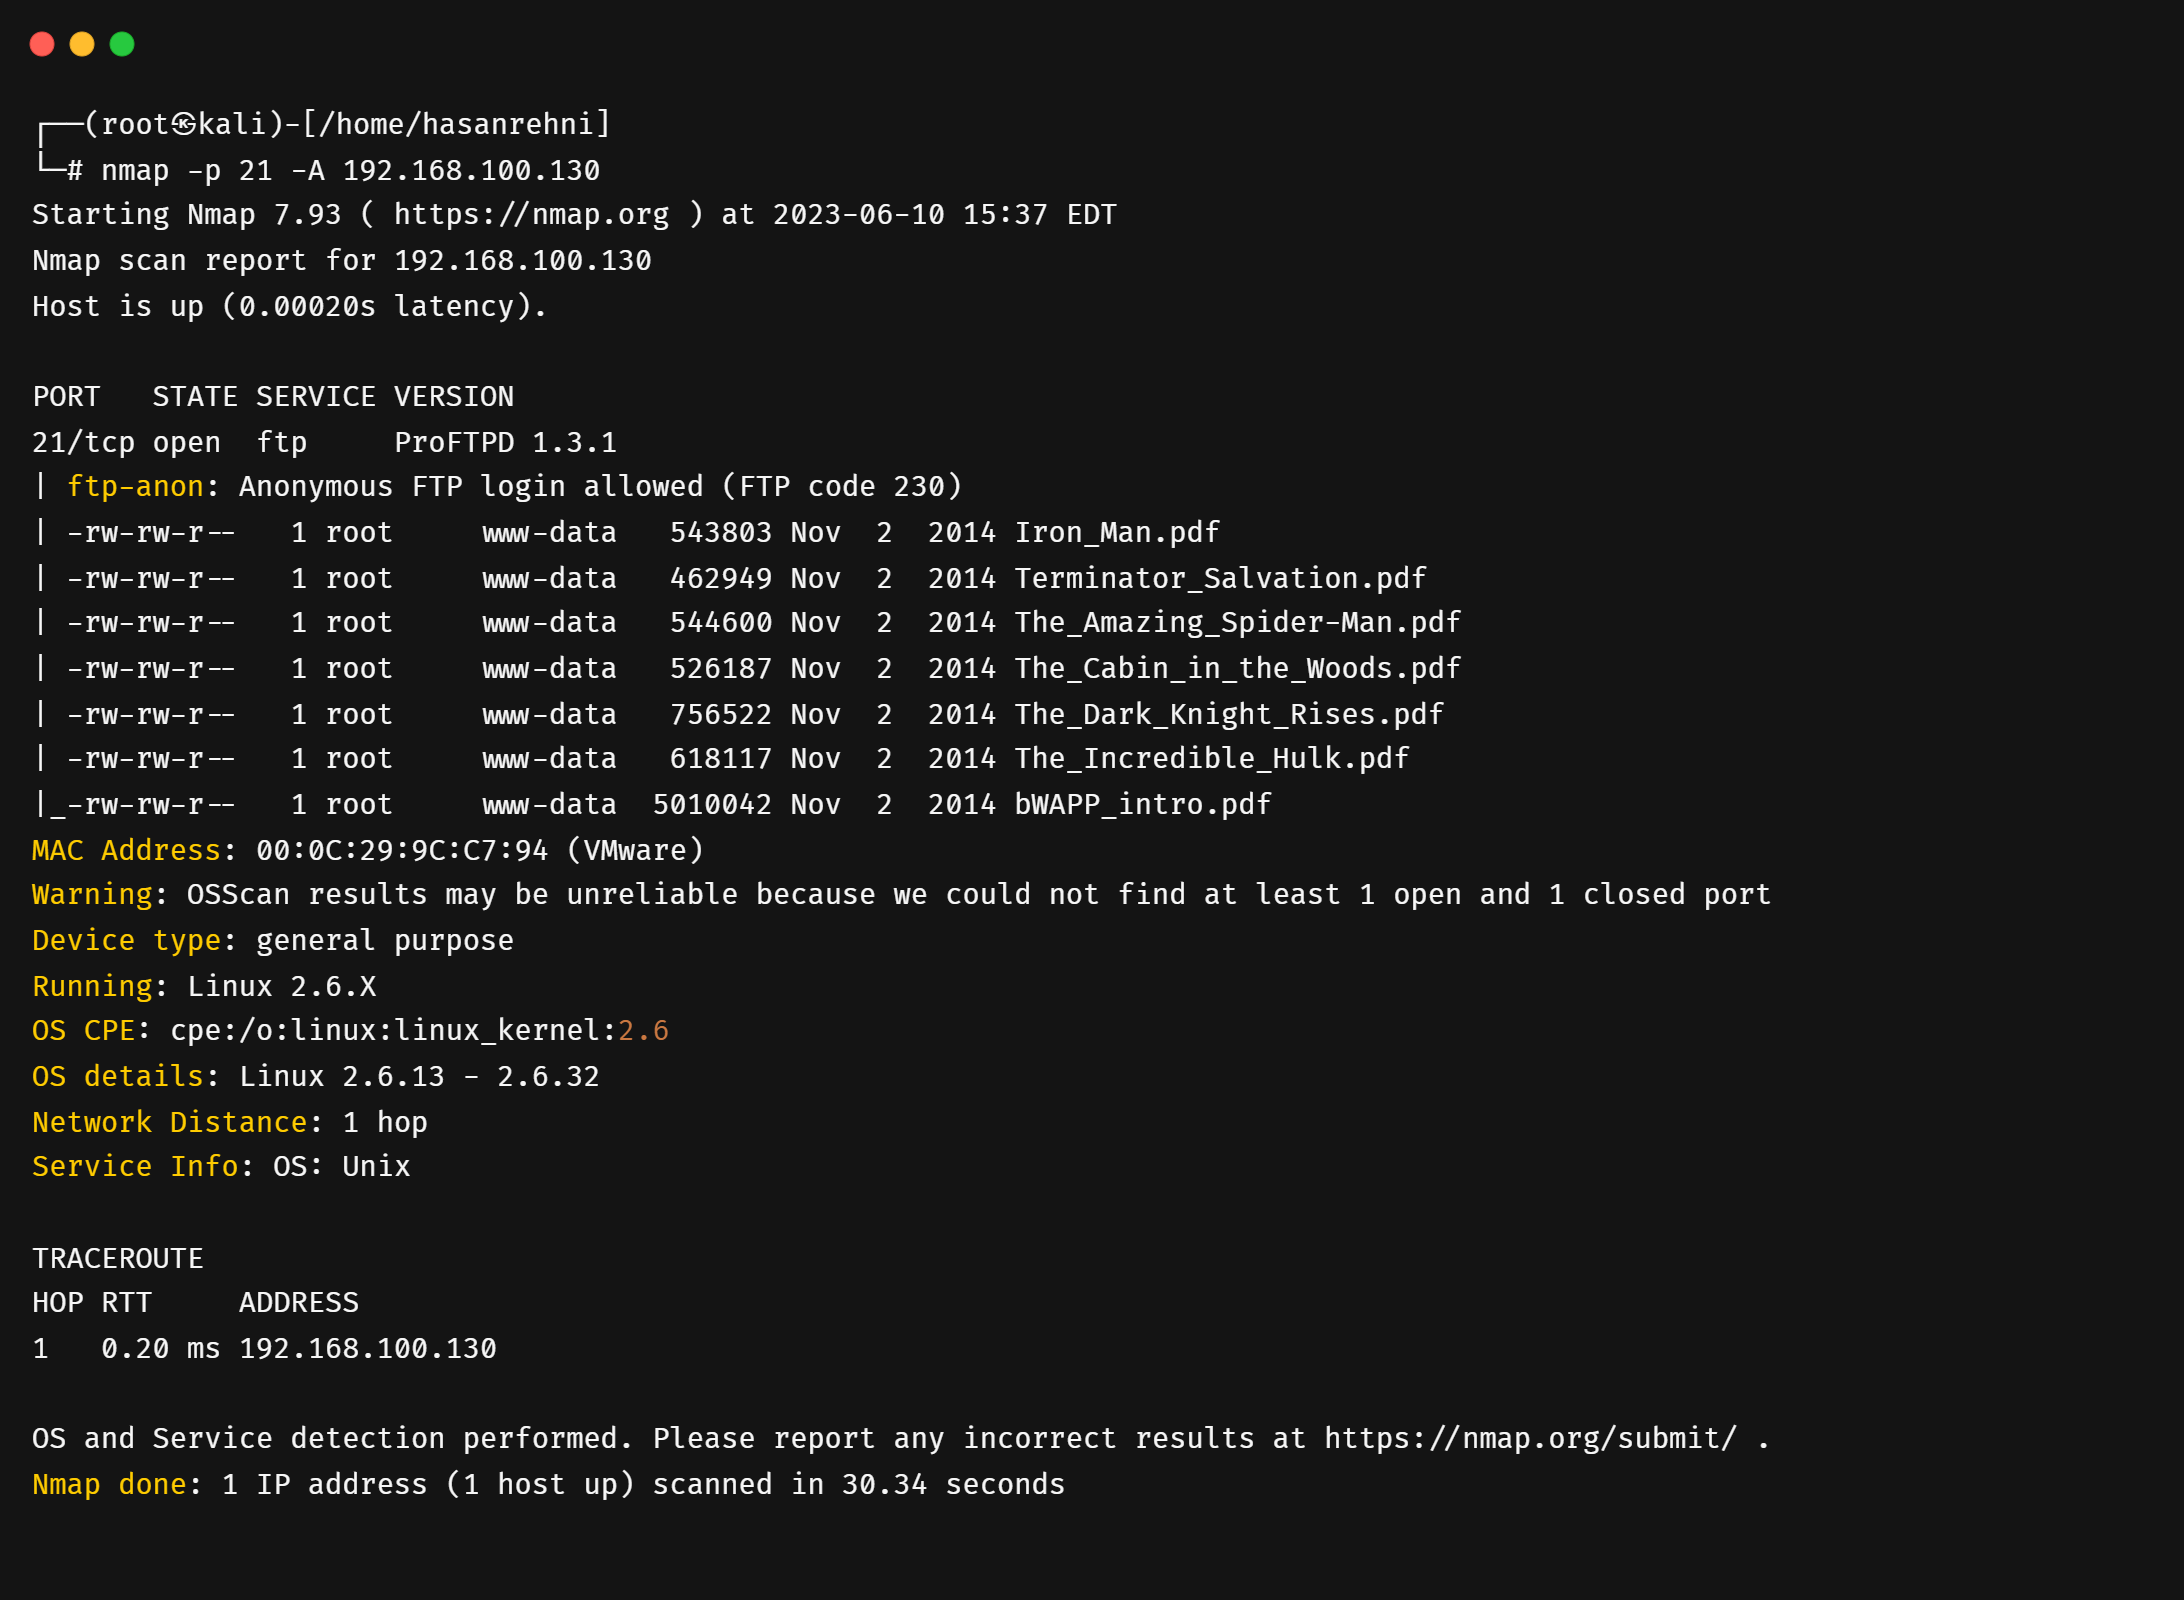 ┌──(root㉿kali)-[/home/hasanrehni]
└─# nmap -p 21 -A 192.168.100.130
Starting Nmap 7.93 ( https://nmap.org ) at 2023-06-10 15:37 EDT
Nmap scan report for 192.168.100.130
Host is up (0.00020s latency).

PORT   STATE SERVICE VERSION
21/tcp open  ftp     ProFTPD 1.3.1
| ftp-anon: Anonymous FTP login allowed (FTP code 230)
| -rw-rw-r--   1 root     www-data   543803 Nov  2  2014 Iron_Man.pdf
| -rw-rw-r--   1 root     www-data   462949 Nov  2  2014 Terminator_Salvation.pdf
| -rw-rw-r--   1 root     www-data   544600 Nov  2  2014 The_Amazing_Spider-Man.pdf
| -rw-rw-r--   1 root     www-data   526187 Nov  2  2014 The_Cabin_in_the_Woods.pdf
| -rw-rw-r--   1 root     www-data   756522 Nov  2  2014 The_Dark_Knight_Rises.pdf
| -rw-rw-r--   1 root     www-data   618117 Nov  2  2014 The_Incredible_Hulk.pdf
|_-rw-rw-r--   1 root     www-data  5010042 Nov  2  2014 bWAPP_intro.pdf
MAC Address: 00:0C:29:9C:C7:94 (VMware)
Warning: OSScan results may be unreliable because we could not find at least 1 open and 1 closed port
Device type: general purpose
Running: Linux 2.6.X
OS CPE: cpe:/o:linux:linux_kernel:2.6
OS details: Linux 2.6.13 - 2.6.32
Network Distance: 1 hop
Service Info: OS: Unix

TRACEROUTE
HOP RTT     ADDRESS
1   0.20 ms 192.168.100.130

OS and Service detection performed. Please report any incorrect results at https://nmap.org/submit/ .
Nmap done: 1 IP address (1 host up) scanned in 30.34 seconds